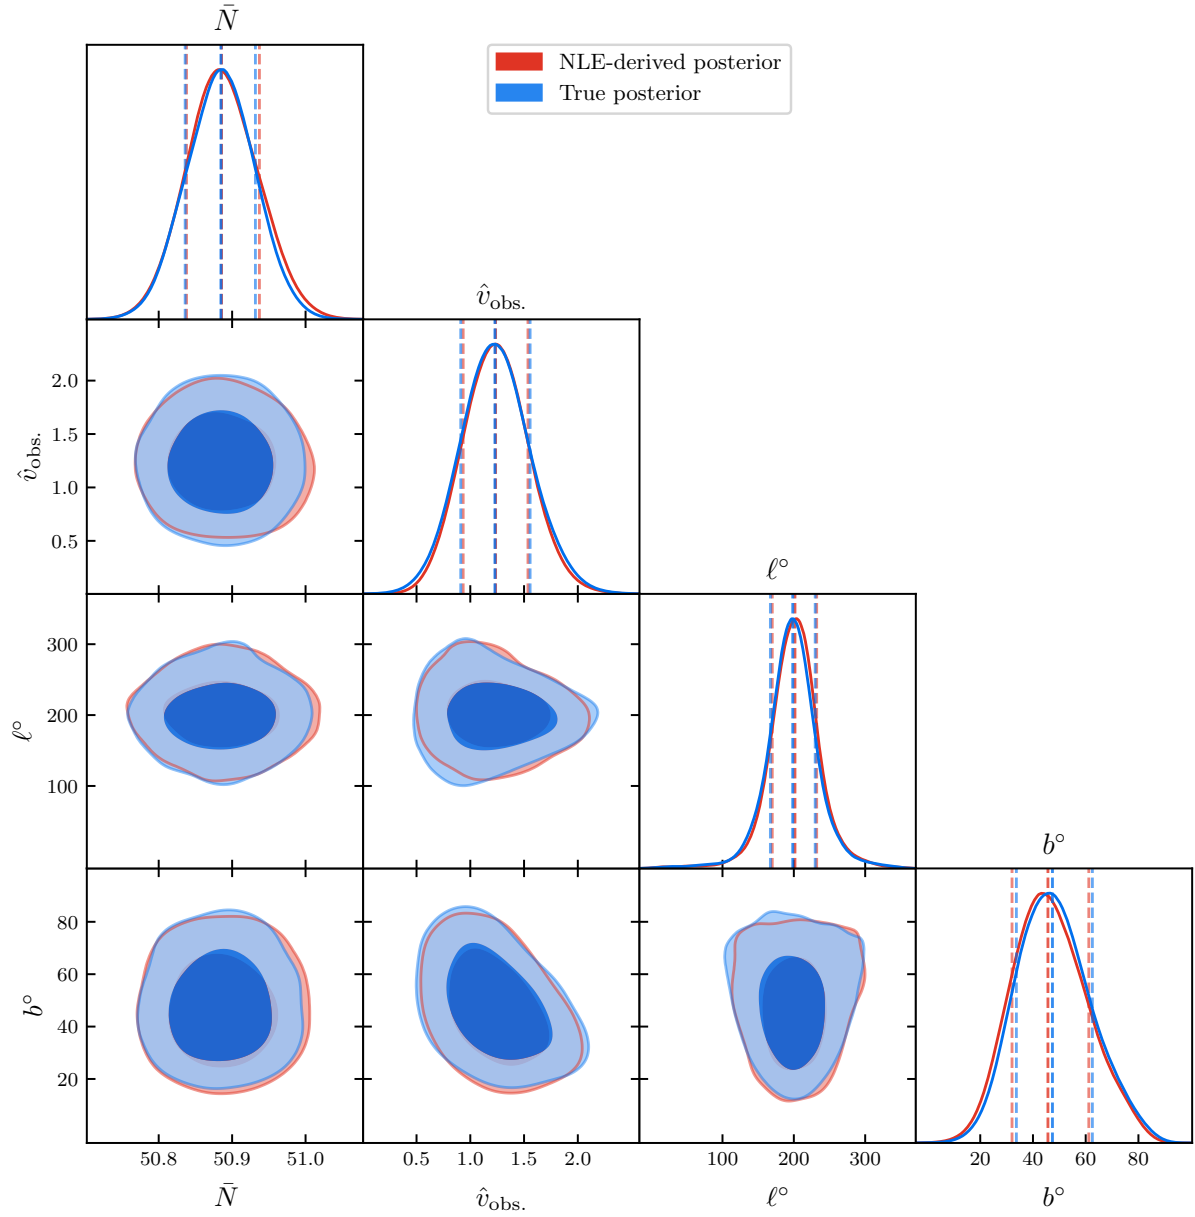 N̄
NLE-derived posterior
True posterior
v̂obs.
2.0
1.5
1.0
0.5
v̂obs.
ℓ°
300
200
100
ℓ°
b°
80
60
40
20
b°
50.8 50.9 51.0 0.5 1.0 1.5 2.0 100 200 300 20 40 60 80
N̄ v̂obs. ℓ° b°